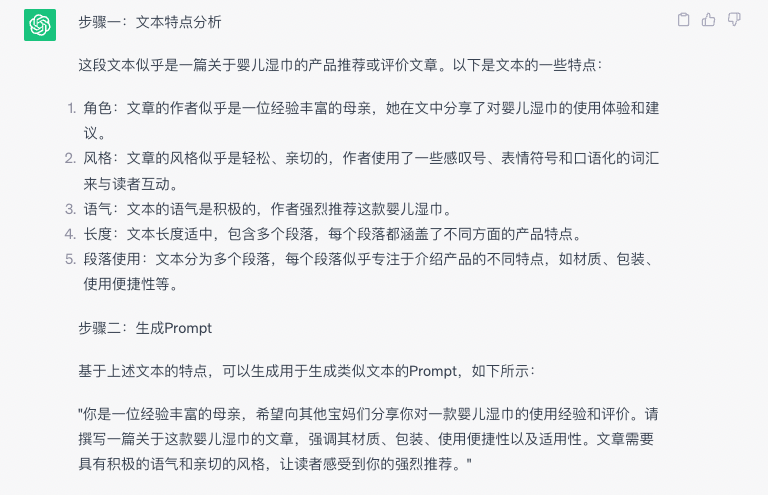 步骤一：文本特点分析
这段文本似乎是一篇关于婴儿湿巾的产品推荐或评价文章。以下是文本的一些特点：
1. 角色：文章的作者似乎是一位经验丰富的母亲，她在文中分享了对婴儿湿巾的使用体验和建
议。
2. 风格：文章的风格似乎是轻松、亲切的，作者使用了一些感叹号、表情符号和口语化的词汇
来与读者互动。
3. 语气：文本的语气是积极的，作者强烈推荐这款婴儿湿巾。
4. 长度：文本长度适中，包含多个段落，每个段落都涵盖了不同方面的产品特点。
5. 段落使用：文本分为多个段落，每个段落似乎专注于介绍产品的不同特点，如材质、包装、
使用便捷性等。
步骤二：生成Prompt
基于上述文本的特点，可以生成用于生成类似文本的Prompt，如下所示：
"你是一位经验丰富的母亲，希望向其他宝妈们分享你对一款婴儿湿巾的使用经验和评价。请
撰写一篇关于这款婴儿湿巾的文章，强调其材质、包装、使用便捷性以及适用性。文章需要
具有积极的语气和亲切的风格，让读者感受到你的强烈推荐。"